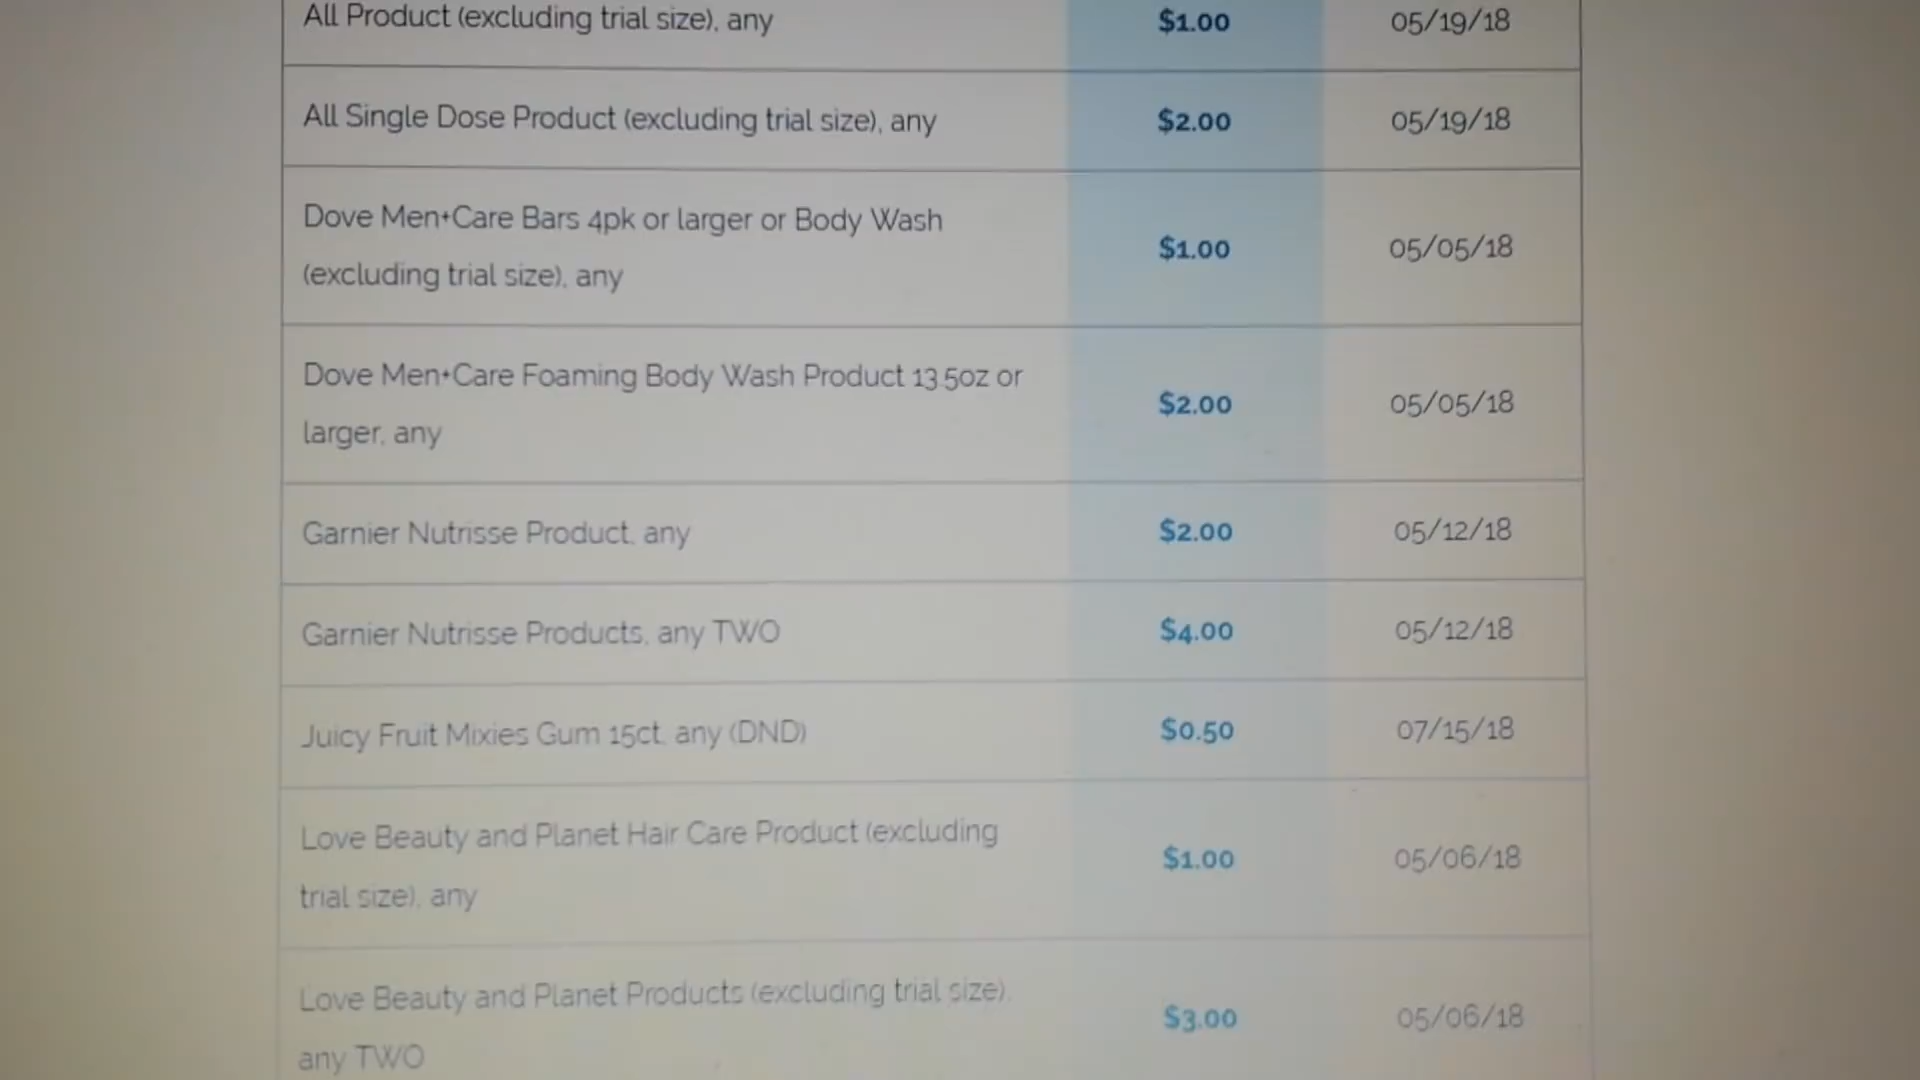 All Product (excluding trial size), any $1.00 05/19/18
All Single Dose Product (excluding trial size), any $2.00 05/19/18
Dove Men+Care Bars 4pk or larger or Body Wash
(excluding trial size), any $1.00 05/05/18
Dove Men+Care Foaming Body Wash Product 13.5oz or
larger, any $2.00 05/05/18
Garnier Nutrisse Product, any $2.00 05/12/18
Garnier Nutrisse Products, any TWO $4.00 05/12/18
Juicy Fruit Mixies Gum 15ct, any (DND) $0.50 07/15/18
Love Beauty and Planet Hair Care Product (excluding
trial size), any $1.00 05/06/18
Love Beauty and Planet Products (excluding trial size),
any TWO $3.00 05/06/18